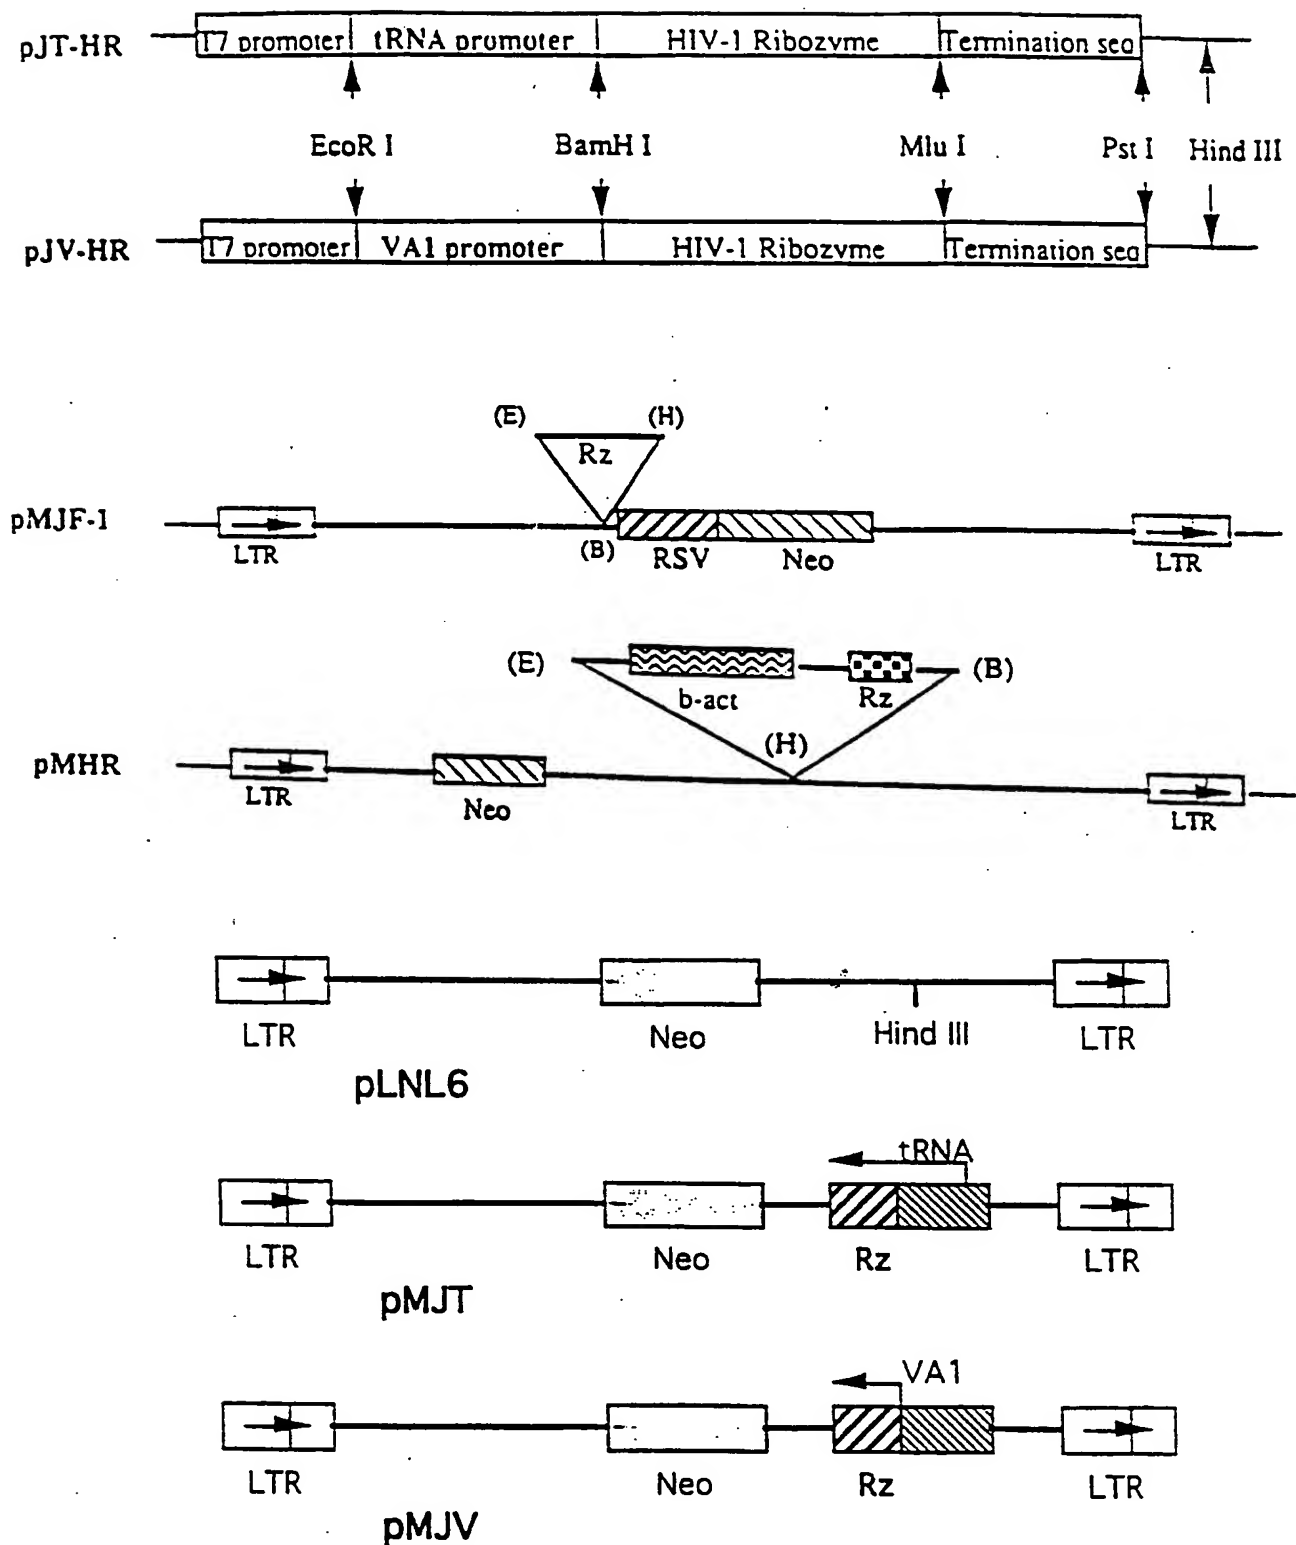 pJT-HR T7 promoter tRNA promoter HIV-1 Ribozyme Termination seq
EcoR I BamH I Mlu I Pst I Hind III
pJV-HR T7 promoter VA1 promoter HIV-1 Ribozyme Termination seq
(E) (H)
Rz
pMJF-1
LTR (B) RSV Neo LTR
(E) (B)
b-act Rz
(H)
pMHR
LTR Neo LTR
LTR Neo Hind III LTR
pLNL6
tRNA
LTR Neo Rz LTR
pMJT
VA1
LTR Neo Rz LTR
pMJV